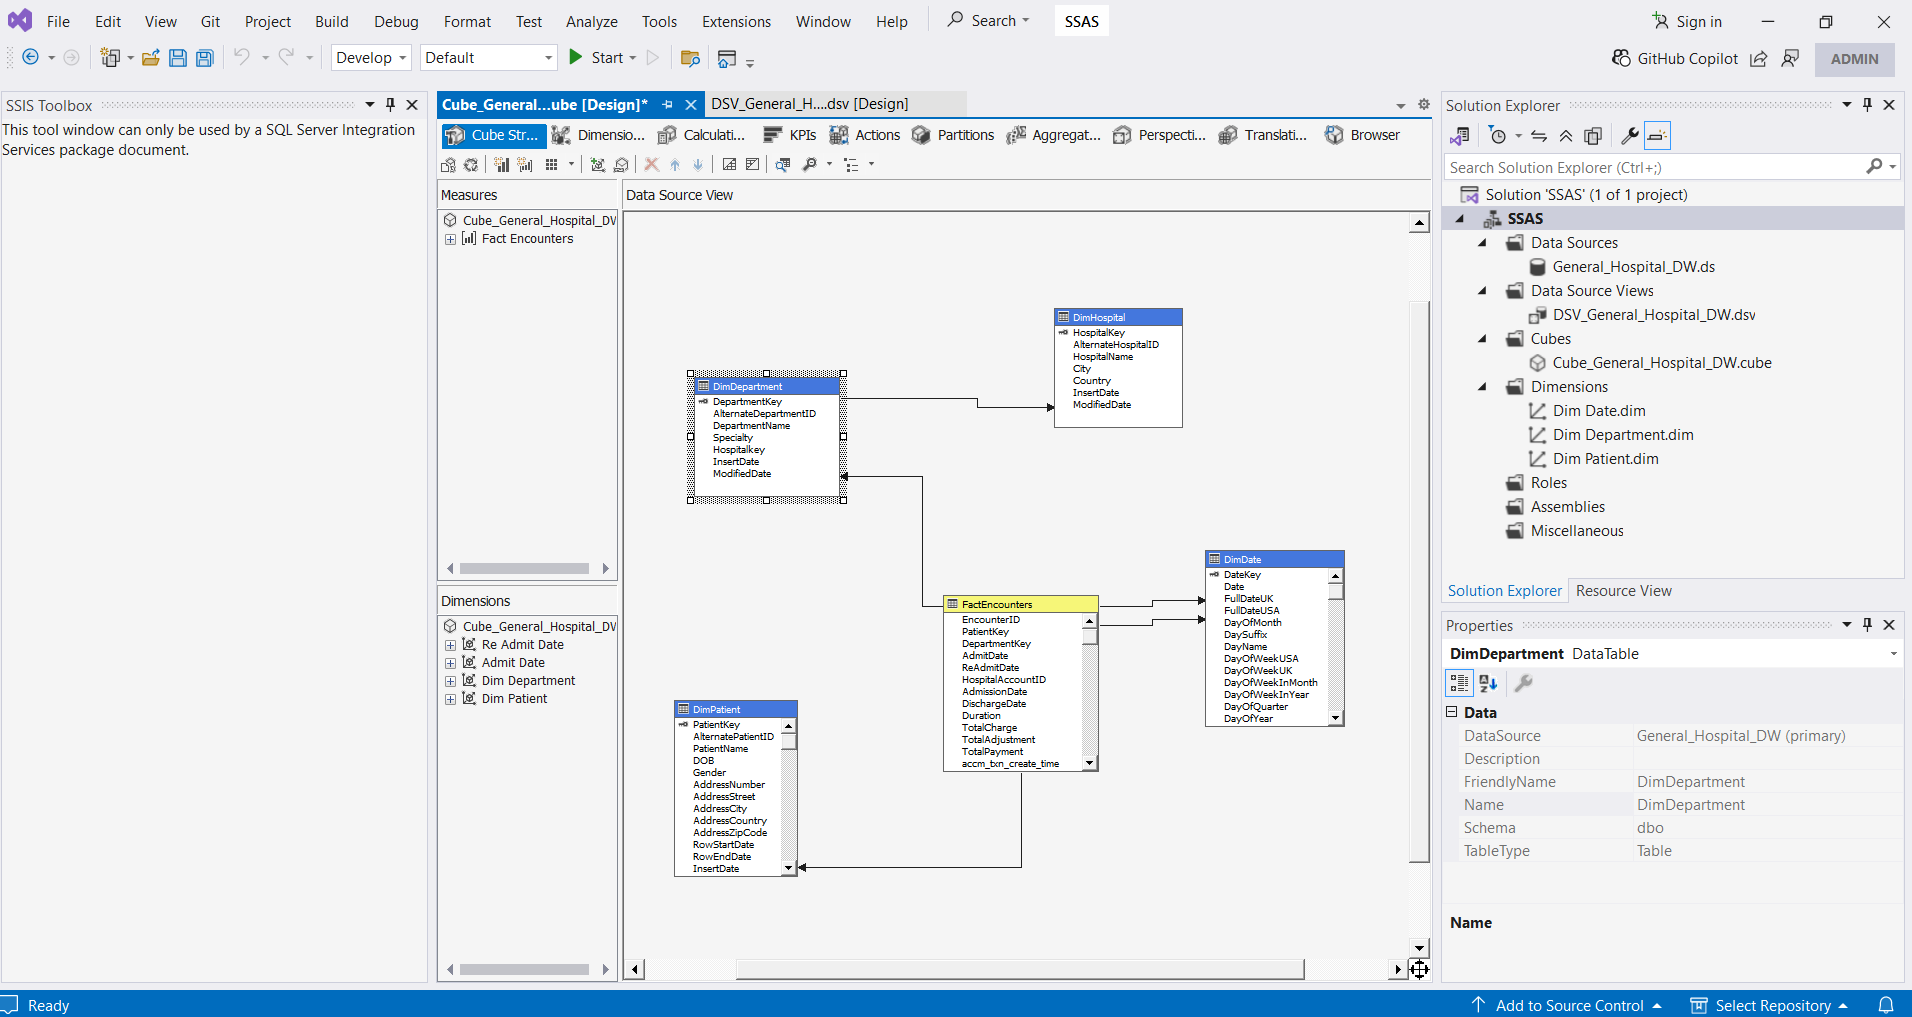 File Edit View Git Project Build Debug Format Test Analyze Tools Extensions Window Help Search SSAS Sign in
Develop Default Start GitHub Copilot ADMIN
SSIS Toolbox
This tool window can only be used by a SQL Server Integration
Services package document.
Cube_General...ube [Design]* DSV_General_H....dsv [Design]
Cube Str... Dimensio... Calculati... KPIs Actions Partitions Aggregat... Perspecti... Translati... Browser
Measures
Cube_General_Hospital_DW
Fact Encounters
Dimensions
Cube_General_Hospital_DW
Re Admit Date
Admit Date
Dim Department
Dim Patient
Data Source View
DimHospital
HospitalKey
AlternateHospitalID
HospitalName
City
Country
InsertDate
ModifiedDate
DimDepartment
DepartmentKey
AlternateDepartmentID
DepartmentName
Specialty
Hospitalkey
InsertDate
ModifiedDate
DimDate
DateKey
Date
FullDateUK
FullDateUSA
DayOfMonth
DaySuffix
DayName
DayOfWeekUSA
DayOfWeekUK
DayOfWeekInMonth
DayOfWeekInYear
DayOfQuarter
DayOfYear
FactEncounters
EncounterID
PatientKey
DepartmentKey
AdmitDate
ReAdmitDate
HospitalAccountID
AdmissionDate
DischargeDate
Duration
TotalCharge
TotalAdjustment
TotalPayment
accm_txn_create_time
DimPatient
PatientKey
AlternatePatientID
PatientName
DOB
Gender
AddressNumber
AddressStreet
AddressCity
AddressCountry
AddressZipCode
RowStartDate
RowEndDate
InsertDate
Solution Explorer
Search Solution Explorer (Ctrl+;)
Solution 'SSAS' (1 of 1 project)
SSAS
Data Sources
General_Hospital_DW.ds
Data Source Views
DSV_General_Hospital_DW.dsv
Cubes
Cube_General_Hospital_DW.cube
Dimensions
Dim Date.dim
Dim Department.dim
Dim Patient.dim
Roles
Assemblies
Miscellaneous
Solution Explorer Resource View
Properties
DimDepartment DataTable
Data
DataSource General_Hospital_DW (primary)
Description
FriendlyName DimDepartment
Name DimDepartment
Schema dbo
TableType Table
Name
Ready Add to Source Control Select Repository